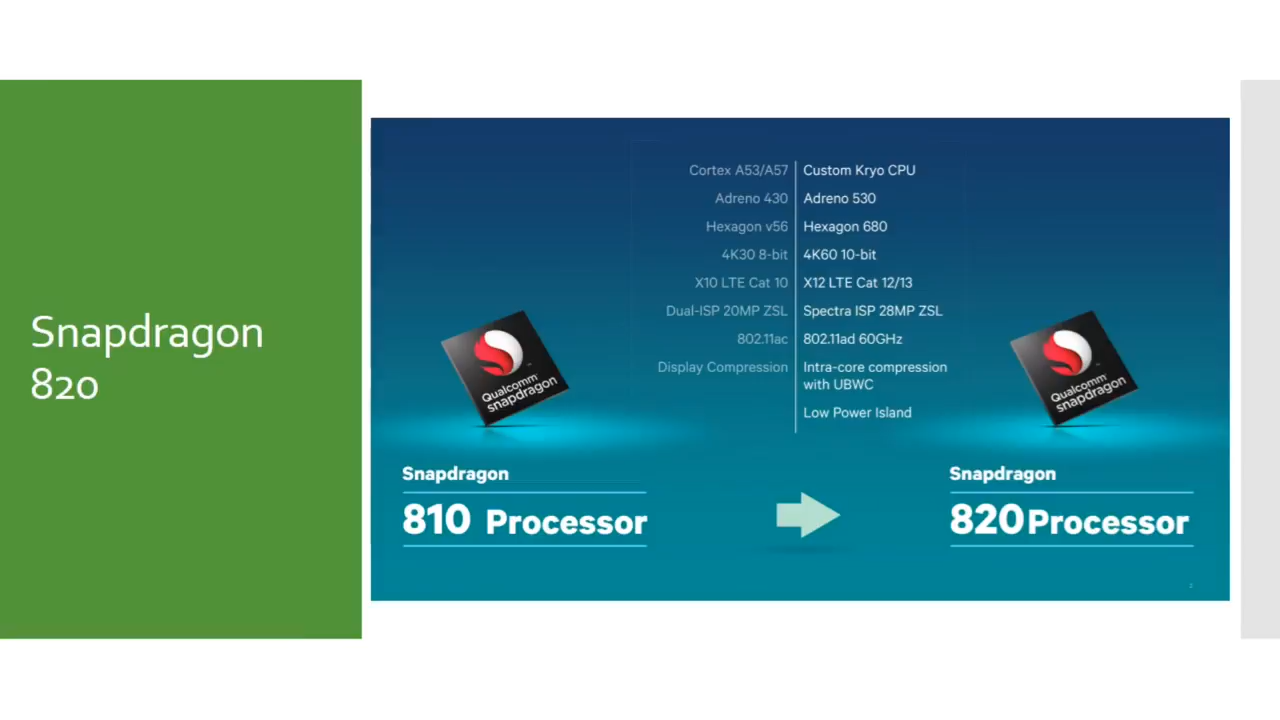 Snapdragon
820
Cortex A53/A57 Custom Kryo CPU
Adreno 430 Adreno 530
Hexagon v56 Hexagon 680
4K30 8-bit 4K60 10-bit
X10 LTE Cat 10 X12 LTE Cat 12/13
Dual-ISP 20MP ZSL Spectra ISP 28MP ZSL
802.11ac 802.11ad 60GHz
Display Compression Intra-core compression
with UBWC
Low Power Island
Qualcomm
snapdragon
Qualcomm
snapdragon
Snapdragon
810 Processor
Snapdragon
820 Processor
2